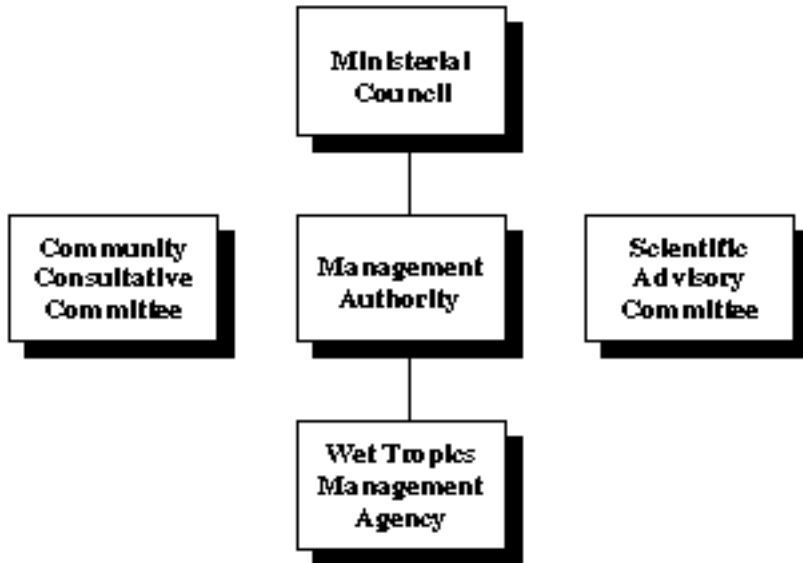 Ministerial
Council
Community
Consultative
Committee
Management
Authority
Scientific
Advisory
Committee
Wet Tropics
Management
Agency